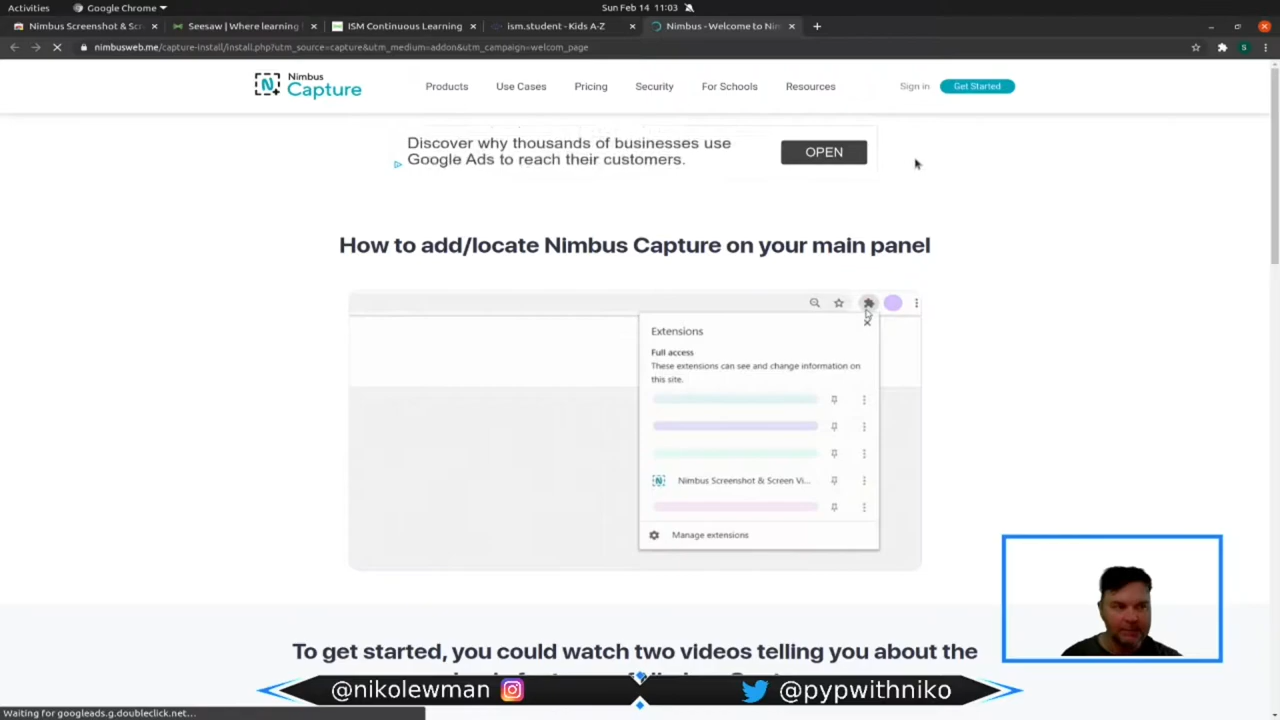 Activities
Google Chrome
Sun Feb 14 11:03
Nimbus Screenshot & Scr
Seesaw | Where learning
ISM Continuous Learning
ism.student - Kids A-Z
Nimbus - Welcome to Nim
nimbusweb.me/capture-install/install.php?utm_source=capture&utm_medium=addon&utm_campaign=welcom_page
S
Nimbus
Capture
Products
Use Cases
Pricing
Security
For Schools
Resources
Sign in
Get Started
Discover why thousands of businesses use
Google Ads to reach their customers.
OPEN
How to add/locate Nimbus Capture on your main panel
Extensions
Full access
These extensions can see and change information on
this site.
Nimbus Screenshot & Screen Vi...
Manage extensions
To get started, you could watch two videos telling you about the
@nikolewman
@pypwithniko
Waiting for googleads.g.doubleclick.net...